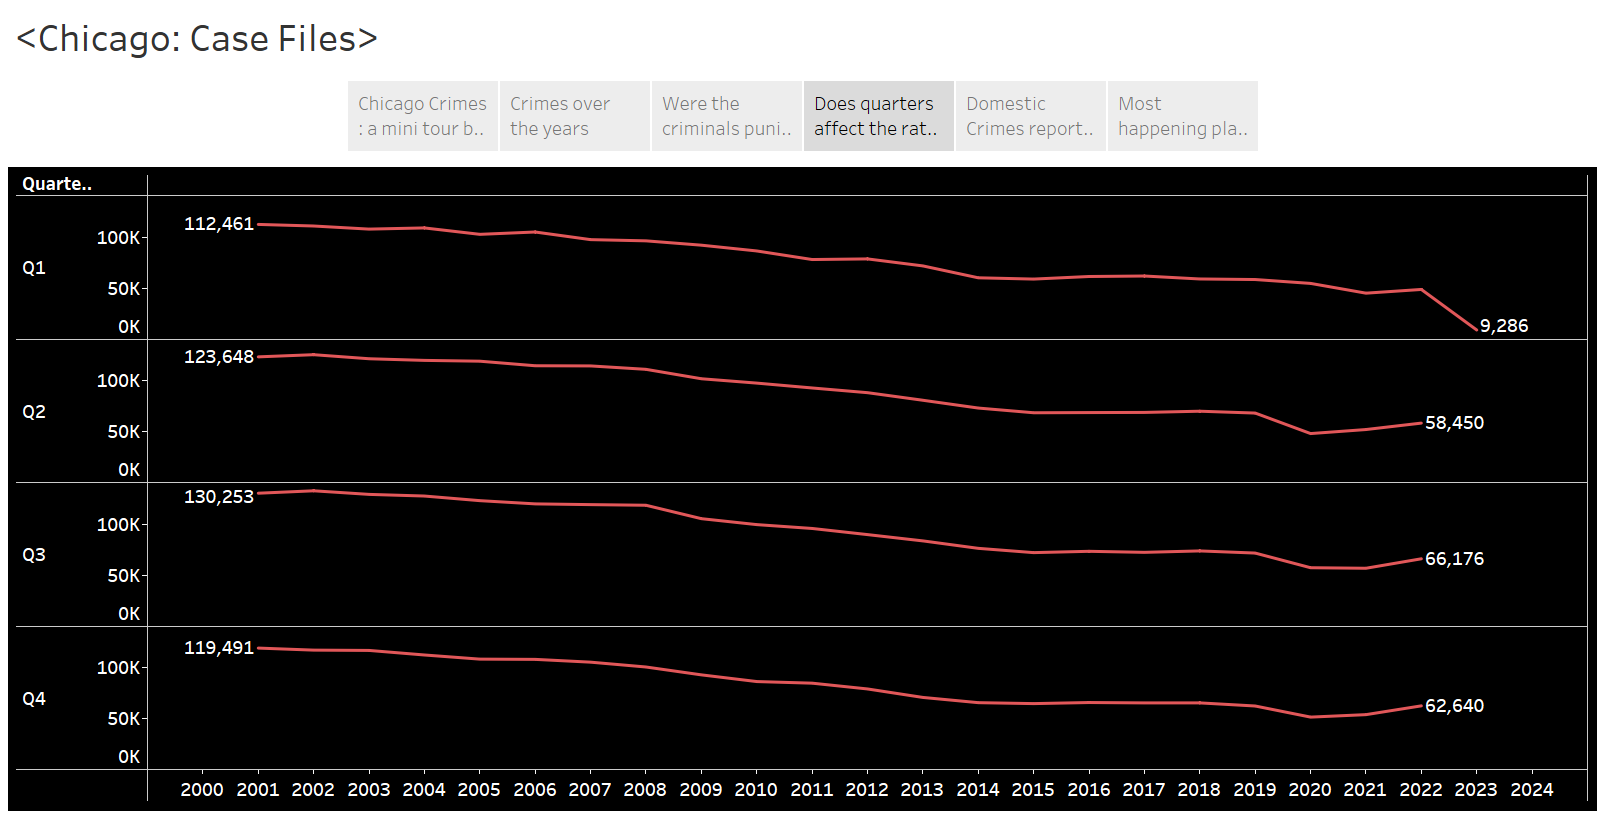 <Chicago: Case Files>
Chicago Crimes
: a mini tour b..
Crimes over
the years
Were the
criminals puni..
Does quarters
affect the rat..
Domestic
Crimes report..
Most
happening pla..
Quarte..
Q1
100K
50K
0K
112,461
9,286
Q2
100K
50K
0K
123,648
58,450
Q3
100K
50K
0K
130,253
66,176
Q4
100K
50K
0K
119,491
62,640
2000 2001 2002 2003 2004 2005 2006 2007 2008 2009 2010 2011 2012 2013 2014 2015 2016 2017 2018 2019 2020 2021 2022 2023 2024